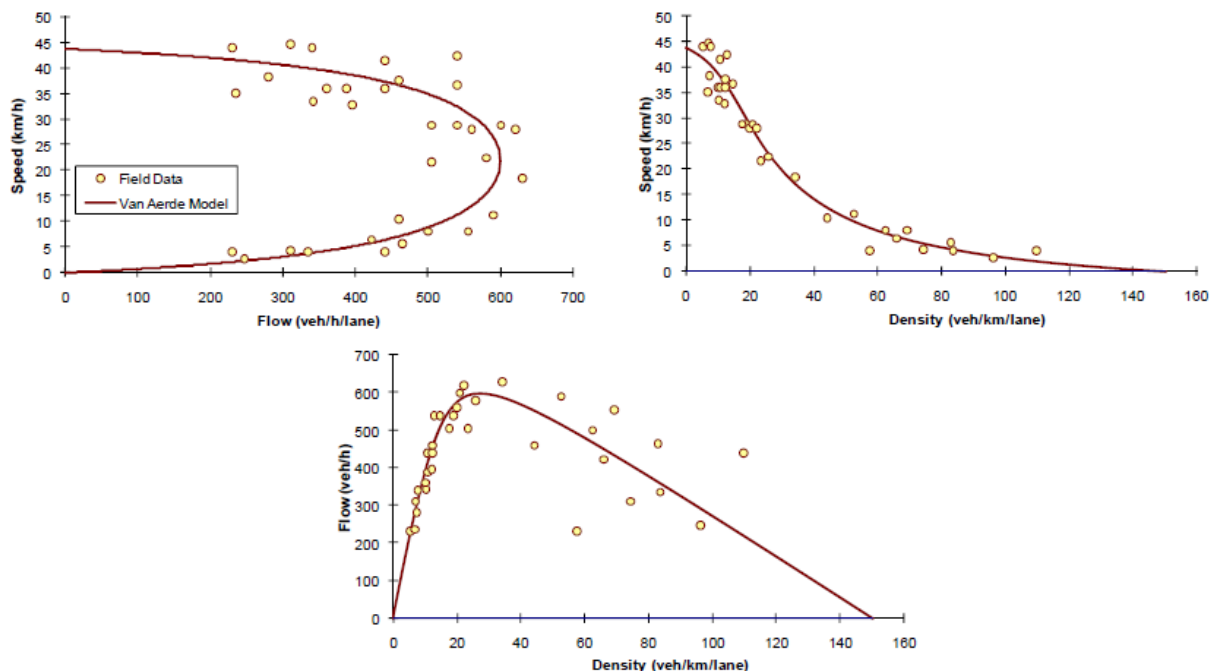 50
45
40
35
30
25
20
15
10
5
0
Speed (km/h)
Field Data
Van Aerde Model
0 100 200 300 400 500 600 700
Flow (veh/h/lane)
50
45
40
35
30
25
20
15
10
5
0
Speed (km/h)
0 20 40 60 80 100 120 140 160
Density (veh/km/lane)
700
600
500
400
300
200
100
0
Flow (veh/h)
0 20 40 60 80 100 120 140 160
Density (veh/km/lane)